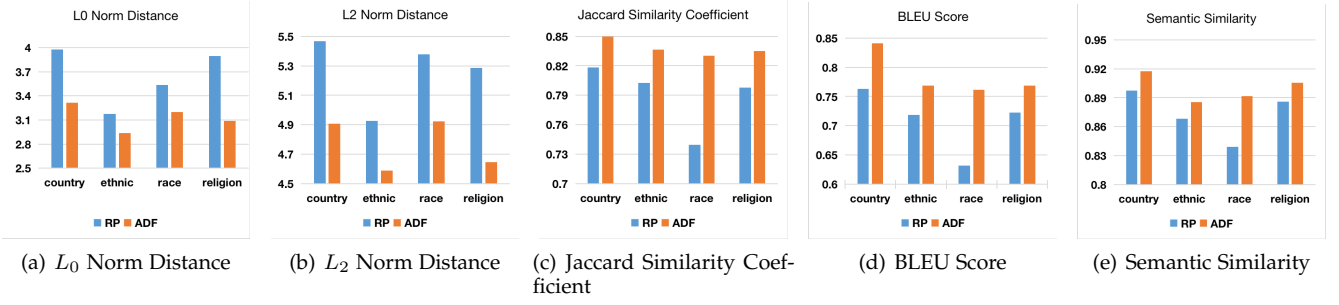 L0 Norm Distance
4
3.7
3.4
3.1
2.8
2.5
country ethnic race religion
RP ADF
(a) L0 Norm Distance
L2 Norm Distance
5.5
5.3
5.1
4.9
4.7
4.5
country ethnic race religion
RP ADF
(b) L2 Norm Distance
Jaccard Similarity Coefficient
0.85
0.82
0.79
0.76
0.73
0.7
country ethnic race religion
RP ADF
(c) Jaccard Similarity Coef-
ficient
BLEU Score
0.85
0.8
0.75
0.7
0.65
0.6
country ethnic race religion
RP ADF
(d) BLEU Score
Semantic Similarity
0.95
0.92
0.89
0.86
0.83
0.8
country ethnic race religion
RP ADF
(e) Semantic Similarity